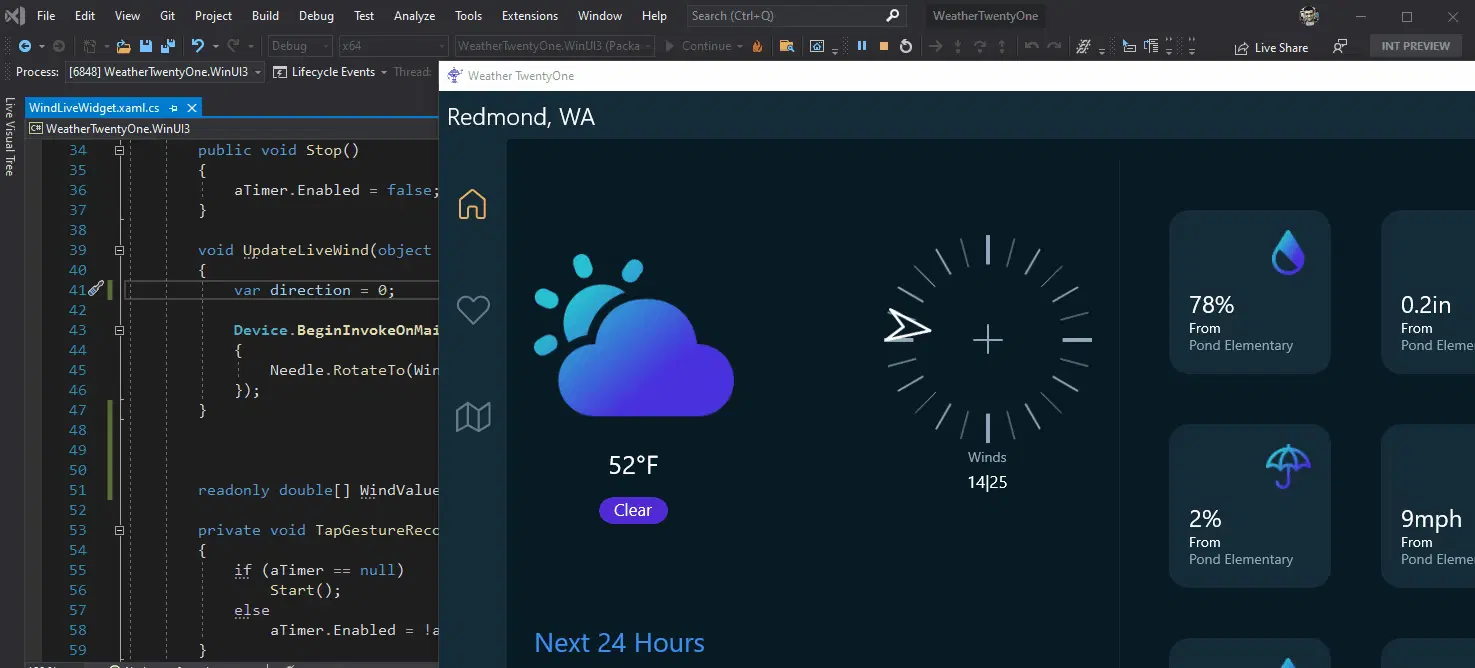 File Edit View Git Project Build Debug Test Analyze Tools Extensions Window Help Search (Ctrl+Q) WeatherTwentyOne
Debug x64 WeatherTwentyOne.WinUI3 (Packa Continue Live Share INT PREVIEW
Process: [6848] WeatherTwentyOne.WinUI3 Lifecycle Events Thread:
Live Visual Tree
WindLiveWidget.xaml.cs
C# WeatherTwentyOne.WinUI3
34 public void Stop()
35 {
36 aTimer.Enabled = false;
37 }
38
39 void UpdateLiveWind(object
40 {
41 var direction = 0;
42
43 Device.BeginInvokeOnMai
44 {
45 Needle.RotateTo(Win
46 });
47 }
48
49
50
51 readonly double[] WindValue
52
53 private void TapGestureReco
54 {
55 if (aTimer == null)
56 Start();
57 else
58 aTimer.Enabled = !a
59 }
Weather TwentyOne
Redmond, WA
52°F
Clear
Winds
14|25
78%
From
Pond Elementary
0.2in
From
Pond Eleme
2%
From
Pond Elementary
9mph
From
Pond Eleme
Next 24 Hours